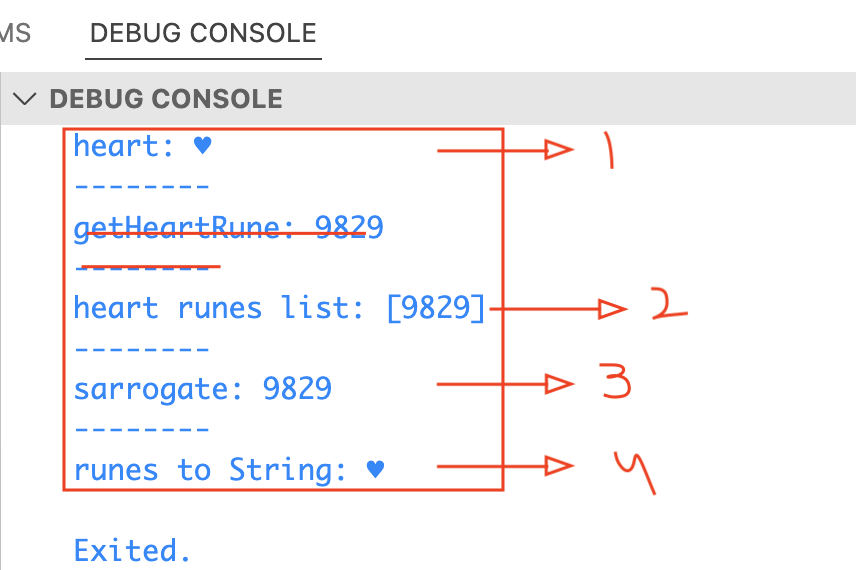 MS DEBUG CONSOLE
DEBUG CONSOLE
heart: ♥ 1
--------
getHeartRune: 9829
--------
heart runes list: [9829] 2
--------
sarrogate: 9829 3
--------
runes to String: ♥ 4
Exited.